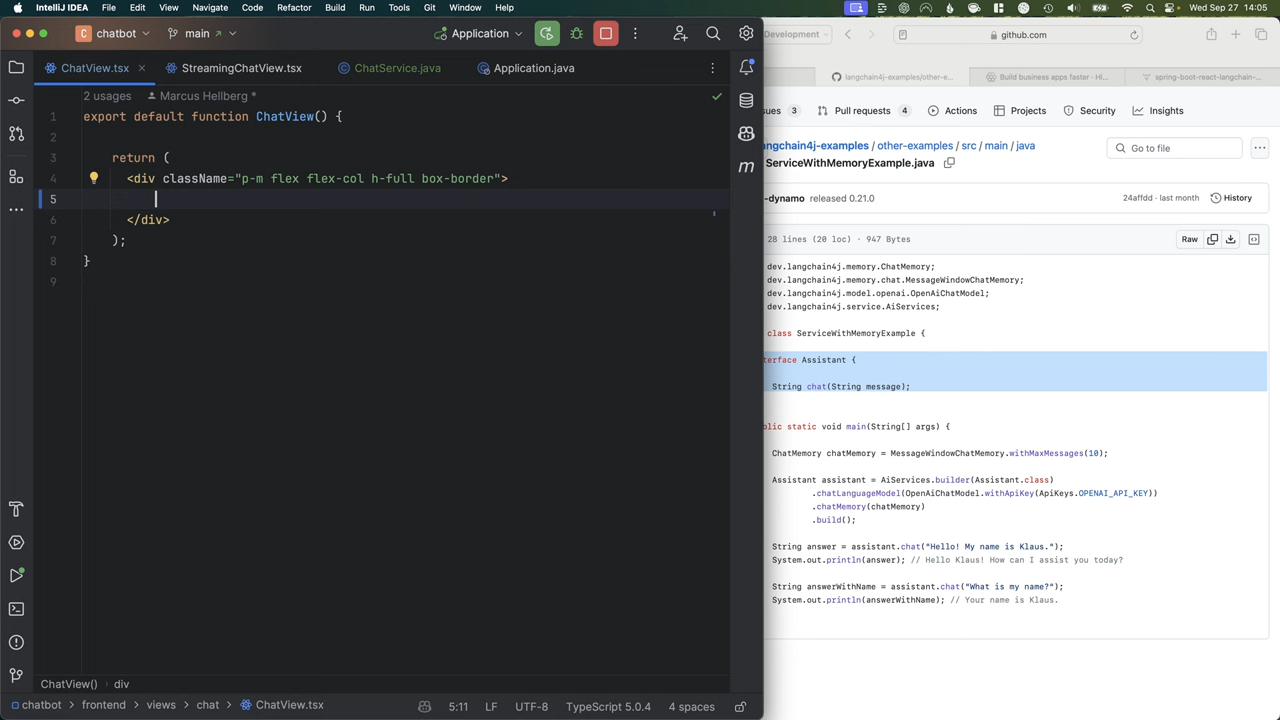 IntelliJ IDEA File Edit View Navigate Code Refactor Build Run Tools Git Window Help
Wed Sep 27 14:05
C chatbot main Application
Development github.com
ChatView.tsx StreamingChatView.tsx ChatService.java Application.java
langchain4j-examples/other-e... Build business apps faster · Hi... spring-boot-react-langchain-...
2 usages Marcus Hellberg *
1 export default function ChatView() {
2
3 return (
4 <div className="p-m flex flex-col h-full box-border">
5
6 </div>
7 );
8 }
9
ues 3 Pull requests 4 Actions Projects Security Insights
angchain4j-examples / other-examples / src / main / java
ServiceWithMemoryExample.java
Go to file
-dynamo released 0.21.0 24affdd · last month History
28 lines (20 loc) · 947 Bytes Raw
dev.langchain4j.memory.ChatMemory;
dev.langchain4j.memory.chat.MessageWindowChatMemory;
dev.langchain4j.model.openai.OpenAiChatModel;
dev.langchain4j.service.AiServices;
class ServiceWithMemoryExample {
terface Assistant {
String chat(String message);
blic static void main(String[] args) {
ChatMemory chatMemory = MessageWindowChatMemory.withMaxMessages(10);
Assistant assistant = AiServices.builder(Assistant.class)
.chatLanguageModel(OpenAiChatModel.withApiKey(ApiKeys.OPENAI_API_KEY))
.chatMemory(chatMemory)
.build();
String answer = assistant.chat("Hello! My name is Klaus.");
System.out.println(answer); // Hello Klaus! How can I assist you today?
String answerWithName = assistant.chat("What is my name?");
System.out.println(answerWithName); // Your name is Klaus.
ChatView() div
chatbot frontend views chat ChatView.tsx 5:11 LF UTF-8 TypeScript 5.0.4 4 spaces